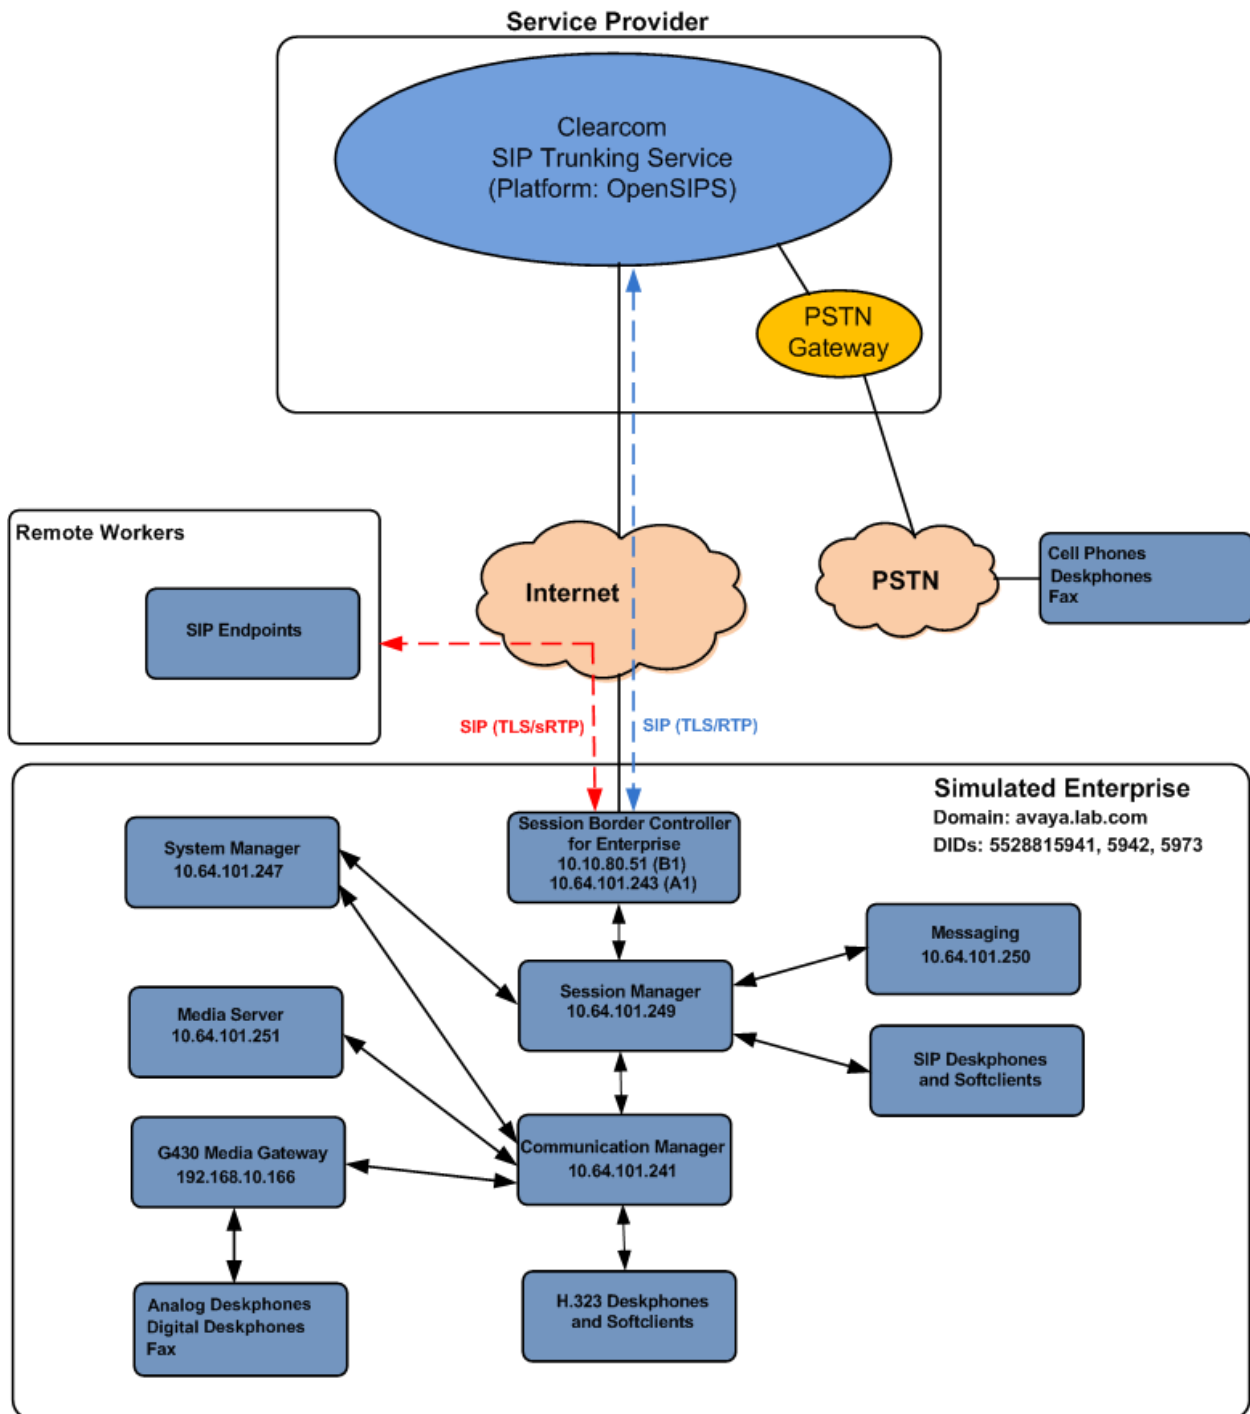 Service Provider
Clearcom
SIP Trunking Service
(Platform: OpenSIPS)
PSTN
Gateway
Remote Workers
SIP Endpoints
Internet
PSTN
Cell Phones
Deskphones
Fax
SIP (TLS/sRTP)
SIP (TLS/RTP)
Simulated Enterprise
Domain: avaya.lab.com
DIDs: 5528815941, 5942, 5973
Session Border Controller
for Enterprise
10.10.80.51 (B1)
10.64.101.243 (A1)
System Manager
10.64.101.247
Messaging
10.64.101.250
Session Manager
10.64.101.249
Media Server
10.64.101.251
SIP Deskphones
and Softclients
G430 Media Gateway
192.168.10.166
Communication Manager
10.64.101.241
Analog Deskphones
Digital Deskphones
Fax
H.323 Deskphones
and Softclients